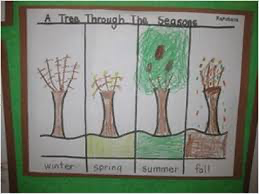 A Tree Through The Seasons
winter spring summer fall